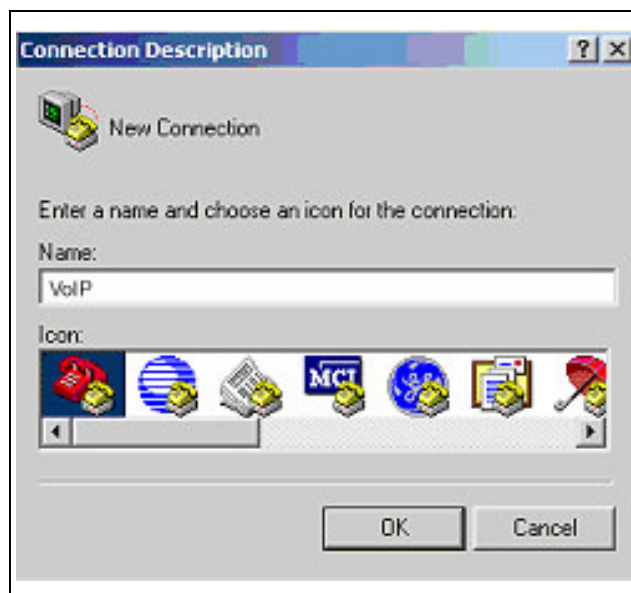 Connection Description
New Connection
Enter a name and choose an icon for the connection:
Name:
VoIP
Icon:
MCI
OK Cancel